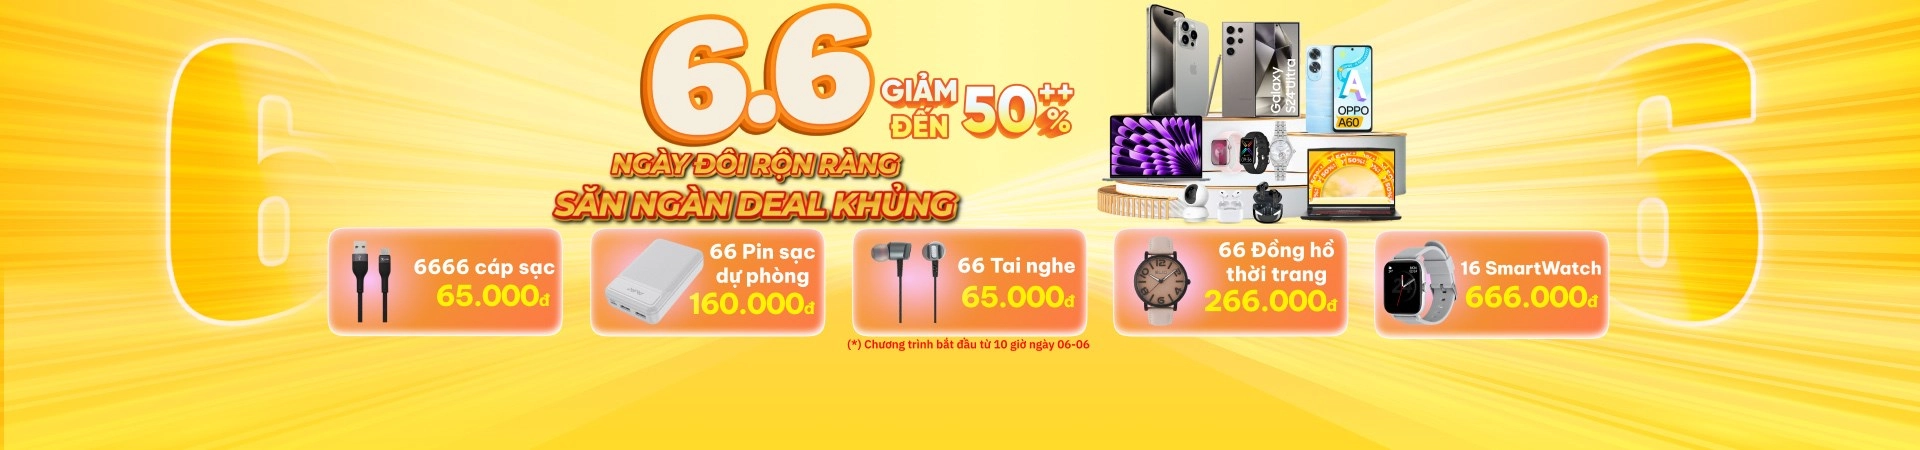 6.6
GIẢM
ĐẾN
50++%
NGÀY ĐÔI RỘN RÀNG
SĂN NGÀN DEAL KHỦNG
Galaxy
S24 Ultra
A
OPPO
A60
6
6
6666 cáp sạc
65.000đ
66 Pin sạc
dự phòng
160.000đ
66 Tai nghe
65.000đ
66 Đồng hồ
thời trang
266.000đ
16 SmartWatch
666.000đ
(*) Chương trình bắt đầu từ 10 giờ ngày 06-06